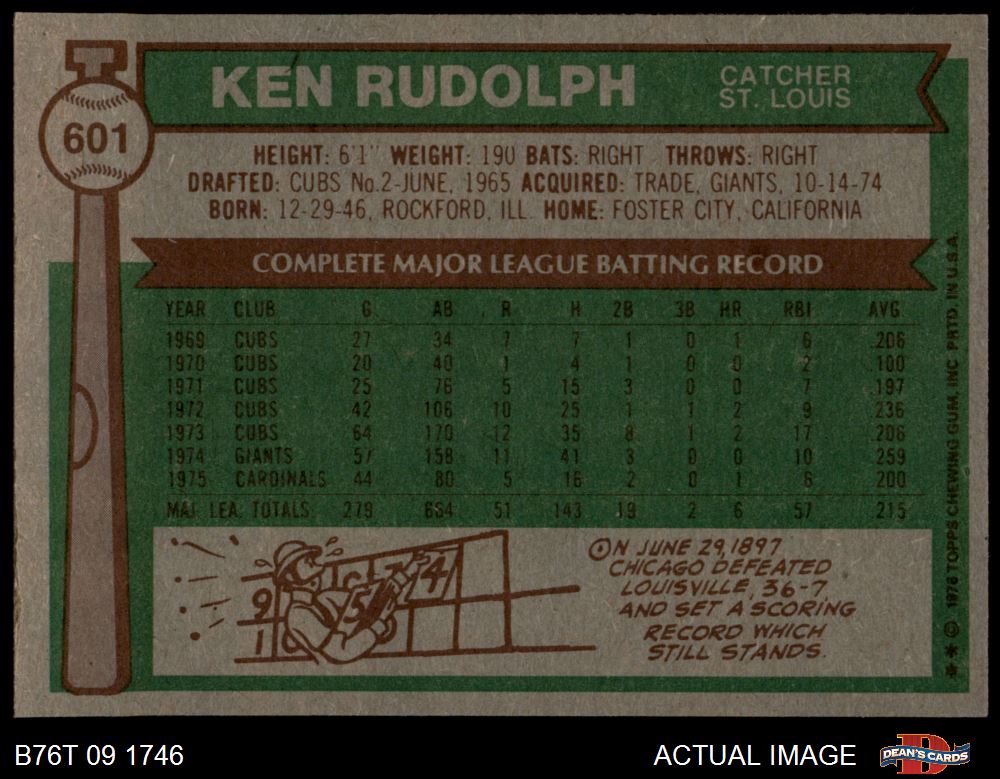 KEN RUDOLPH
CATCHER
ST. LOUIS
601
HEIGHT: 6'1" WEIGHT: 190 BATS: RIGHT THROWS: RIGHT
DRAFTED: CUBS No.2-JUNE, 1965 ACQUIRED: TRADE, GIANTS, 10-14-74
BORN: 12-29-46, ROCKFORD, ILL. HOME: FOSTER CITY, CALIFORNIA
COMPLETE MAJOR LEAGUE BATTING RECORD
YEAR CLUB G AB R H 2B 3B HR RBI AVG
1969 CUBS 27 34 7 7 1 0 1 6 .206
1970 CUBS 20 40 1 4 1 0 0 2 .100
1971 CUBS 25 76 5 15 3 0 0 7 .197
1972 CUBS 42 106 10 25 1 1 2 9 .236
1973 CUBS 64 170 12 35 8 1 2 17 .206
1974 GIANTS 57 158 11 41 3 0 0 10 .259
1975 CARDINALS 44 80 5 16 2 0 1 6 .200
MAJ. LEA. TOTALS 279 664 51 143 19 2 6 57 .215
9
1
5
4
ON JUNE 29, 1897
CHICAGO DEFEATED
LOUISVILLE, 36-7
AND SET A SCORING
RECORD WHICH
STILL STANDS.
** © 1976 TOPPS CHEWING GUM, INC. PRTD. IN U.S.A.
B76T 09 1746
ACTUAL IMAGE
DEAN'S CARDS